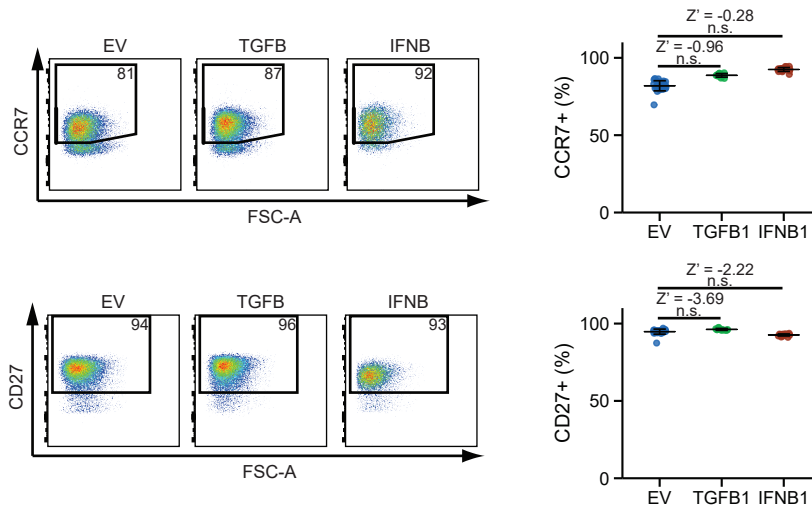 EV TGFB IFNB
81 87 92
CCR7
FSC-A
Z' = -0.28
n.s.
Z' = -0.96
n.s.
100
50
0
CCR7+ (%)
EV TGFB1 IFNB1
EV TGFB IFNB
94 96 93
CD27
FSC-A
Z' = -2.22
n.s.
Z' = -3.69
n.s.
100
50
0
CD27+ (%)
EV TGFB1 IFNB1